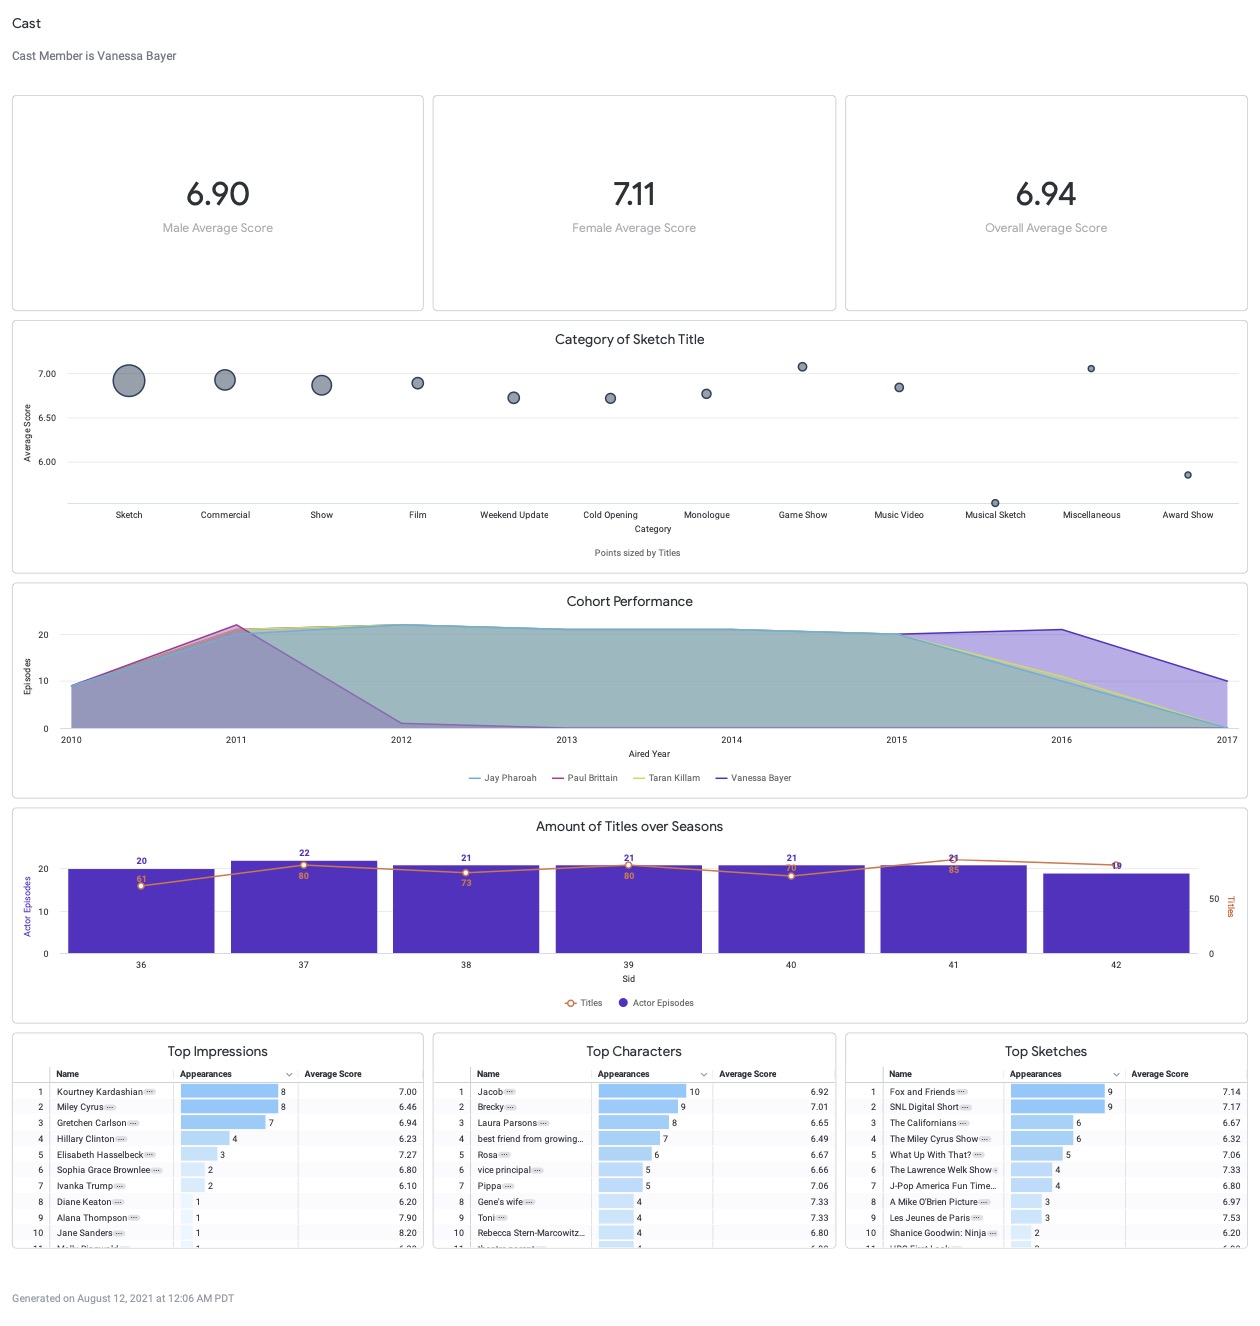 Cast
Cast Member is Vanessa Bayer
6.90
Male Average Score
7.11
Female Average Score
6.94
Overall Average Score
Category of Sketch Title
Average Score
7.00
6.50
6.00
Sketch Commercial Show Film Weekend Update Cold Opening Monologue Game Show Music Video Musical Sketch Miscellaneous Award Show
Category
Points sized by Titles
Cohort Performance
Episodes
20
10
0
2010 2011 2012 2013 2014 2015 2016 2017
Aired Year
Jay Pharoah Paul Brittain Taran Killam Vanessa Bayer
Amount of Titles over Seasons
Actor Episodes
20
10
0
20 22 21 21 21 21 19
61 80 73 80 70 85
50
0
Titles
36 37 38 39 40 41 42
Sid
Titles Actor Episodes
Top Impressions
Name Appearances Average Score
1 Kourtney Kardashian 8 7.00
2 Miley Cyrus 8 6.46
3 Gretchen Carlson 7 6.94
4 Hillary Clinton 4 6.23
5 Elisabeth Hasselbeck 3 7.27
6 Sophia Grace Brownlee 2 6.80
7 Ivanka Trump 2 6.10
8 Diane Keaton 1 6.20
9 Alana Thompson 1 7.90
10 Jane Sanders 1 8.20
Top Characters
Name Appearances Average Score
1 Jacob 10 6.92
2 Brecky 9 7.01
3 Laura Parsons 8 6.65
4 best friend from growing... 7 6.49
5 Rosa 6 6.67
6 vice principal 5 6.66
7 Pippa 5 7.06
8 Gene's wife 4 7.33
9 Toni 4 7.33
10 Rebecca Stern-Marcowitz... 4 6.80
Top Sketches
Name Appearances Average Score
1 Fox and Friends 9 7.14
2 SNL Digital Short 9 7.17
3 The Californians 6 6.67
4 The Miley Cyrus Show 6 6.32
5 What Up With That? 5 7.06
6 The Lawrence Welk Show 4 7.33
7 J-Pop America Fun Time... 4 6.80
8 A Mike O'Brien Picture 3 6.97
9 Les Jeunes de Paris 3 7.53
10 Shanice Goodwin: Ninja 2 6.20
Generated on August 12, 2021 at 12:06 AM PDT